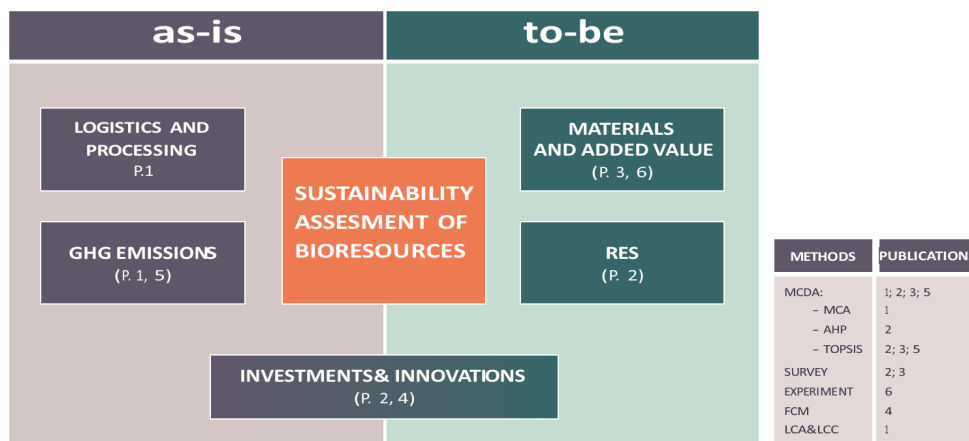 as-is
to-be
LOGISTICS AND
PROCESSING
P.1
GHG EMISSIONS
(P. 1, 5)
SUSTAINABILITY
ASSESMENT OF
BIORESOURCES
MATERIALS
AND ADDED VALUE
(P. 3, 6)
RES
(P. 2)
INVESTMENTS& INNOVATIONS
(P. 2, 4)
METHODS PUBLICATION
MCDA: 1; 2; 3; 5
– MCA 1
– AHP 2
– TOPSIS 2; 3; 5
SURVEY 2; 3
EXPERIMENT 6
FCM 4
LCA&LCC 1